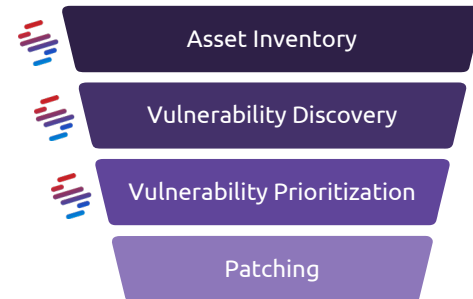 Asset Inventory
Vulnerability Discovery
Vulnerability Prioritization
Patching